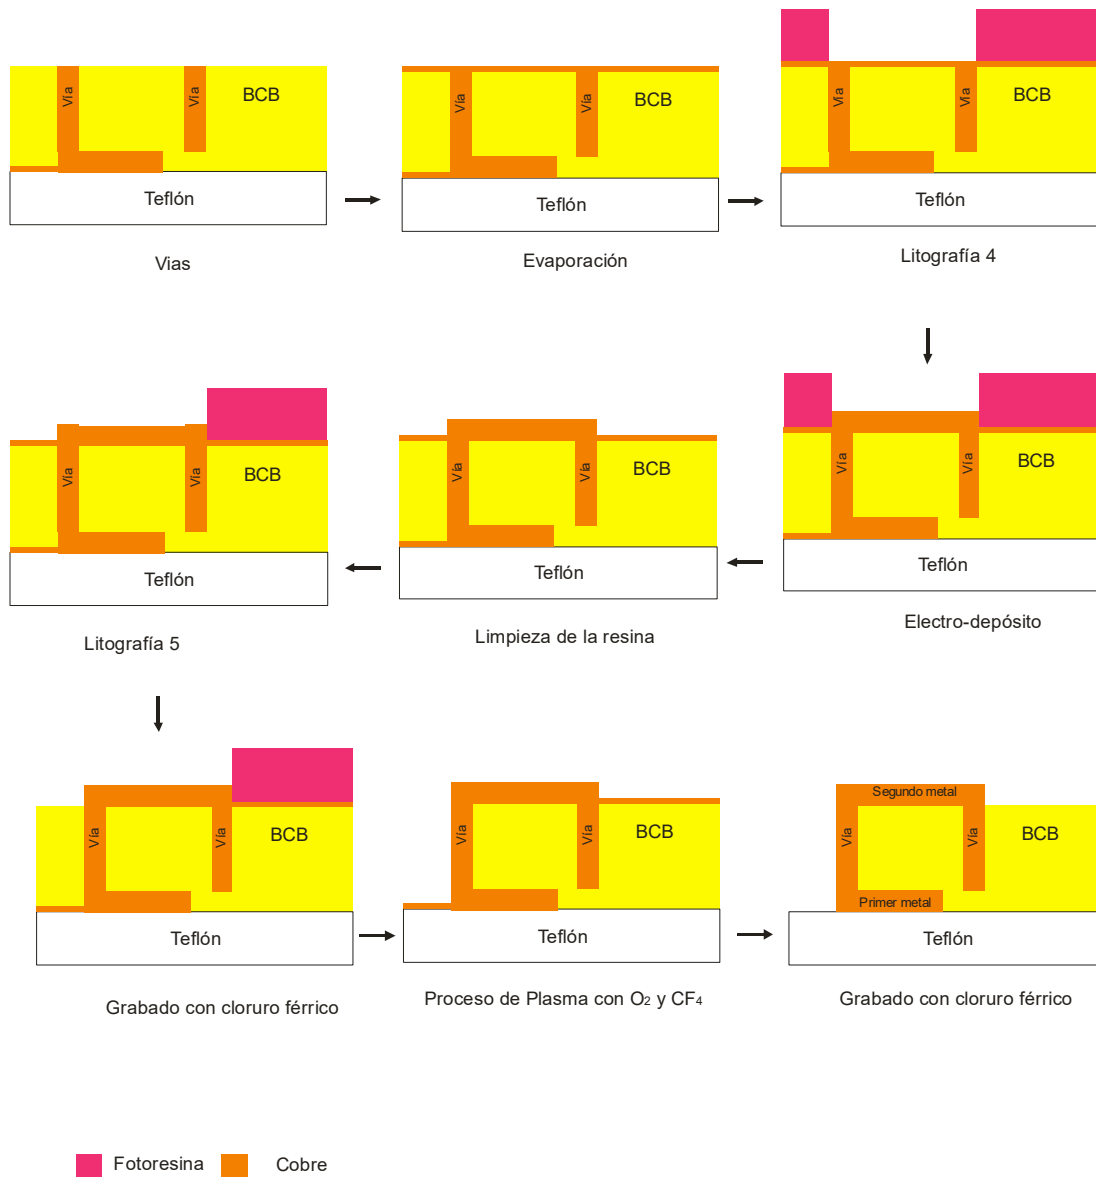 Vía
Vía
BCB
Teflón
Vias
Vía
Vía
BCB
Teflón
Evaporación
Vía
Vía
BCB
Teflón
Litografía 4
Vía
Vía
BCB
Teflón
Litografía 5
Vía
Vía
BCB
Teflón
Limpieza de la resina
Vía
Vía
BCB
Teflón
Electro-depósito
Vía
Vía
BCB
Teflón
Grabado con cloruro férrico
Vía
Vía
BCB
Teflón
Proceso de Plasma con O2 y CF4
Segundo metal
Vía
Vía
BCB
Primer metal
Teflón
Grabado con cloruro férrico
Fotoresina
Cobre